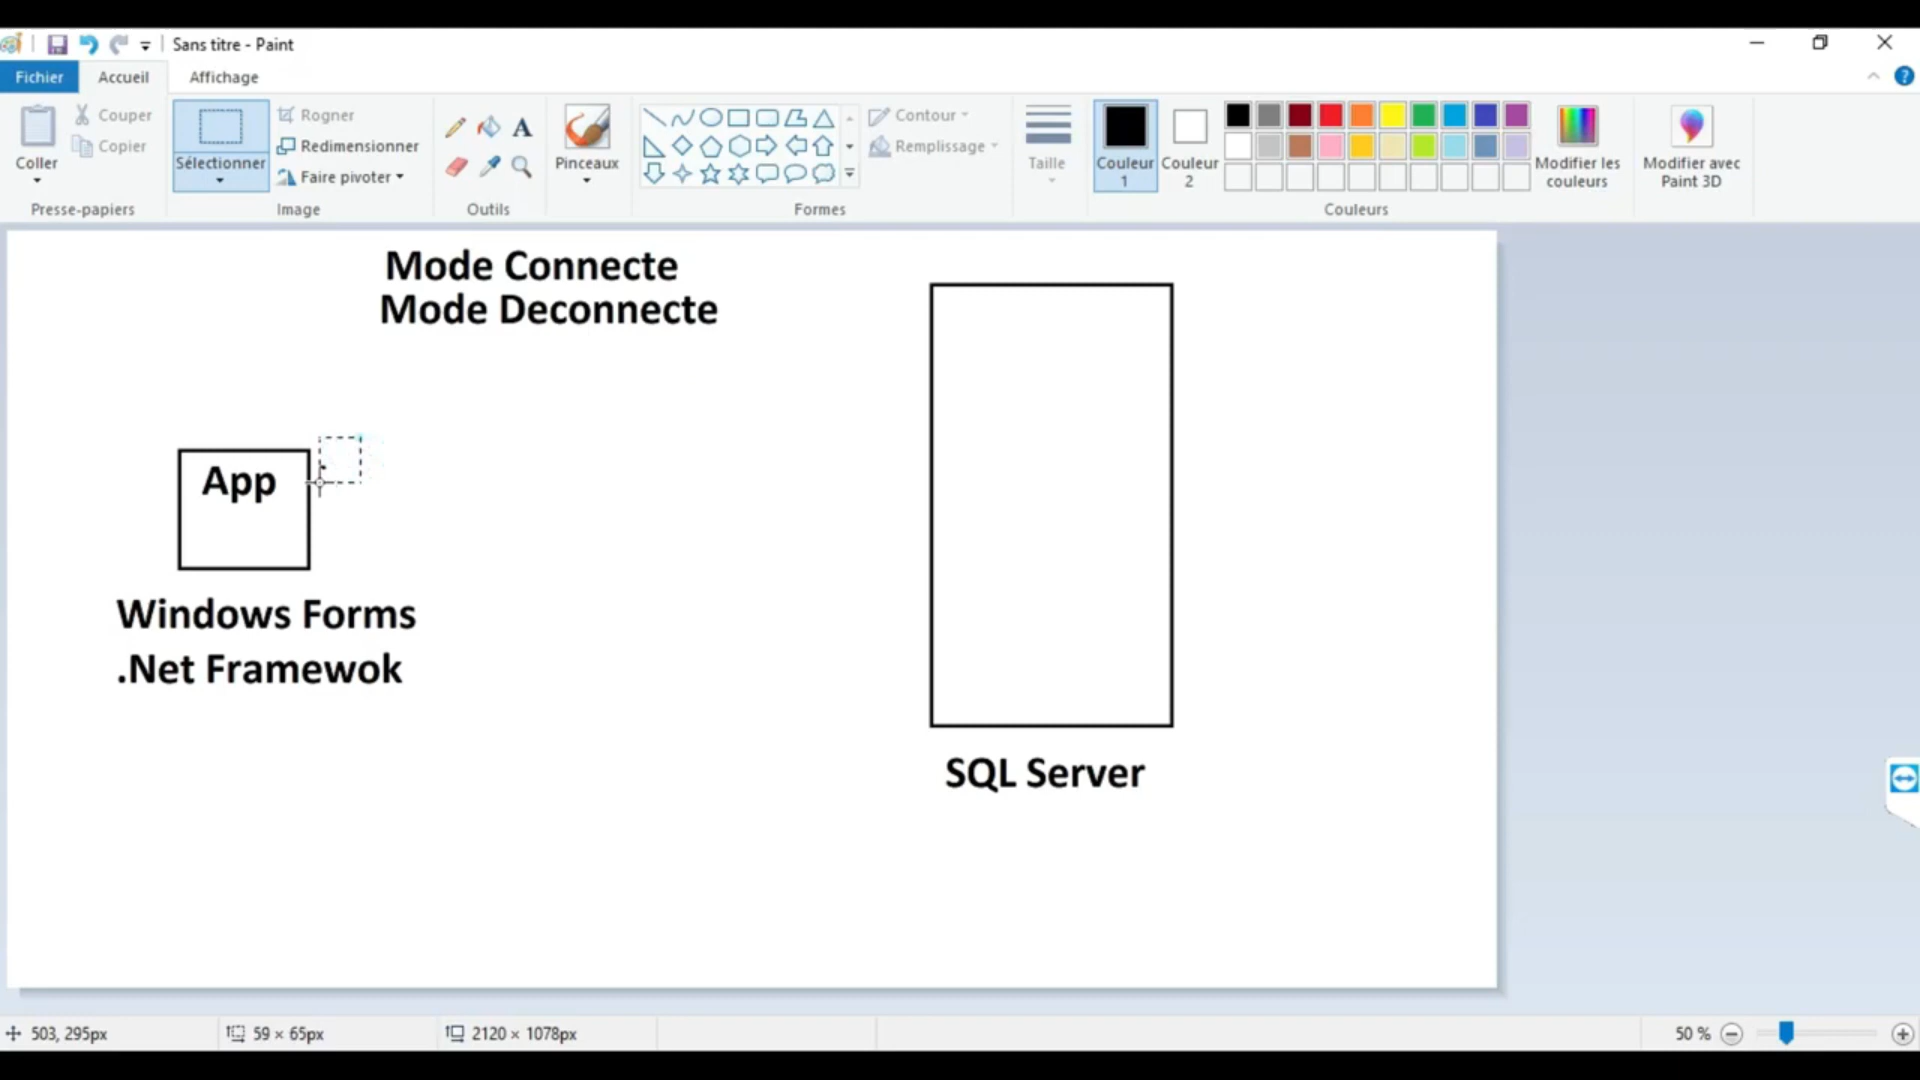 Sans titre - Paint
Fichier Accueil Affichage
Coller
Couper
Copier
Presse-papiers
Sélectionner
Rogner
Redimensionner
Faire pivoter
Image
A
Outils
Pinceaux
Formes
Contour
Remplissage
Taille
Couleur 1
Couleur 2
Modifier les couleurs
Couleurs
Modifier avec Paint 3D
?
Mode Connecte
Mode Deconnecte
App
Windows Forms
.Net Framewok
SQL Server
503, 295px 59 × 65px 2120 × 1078px 50 %